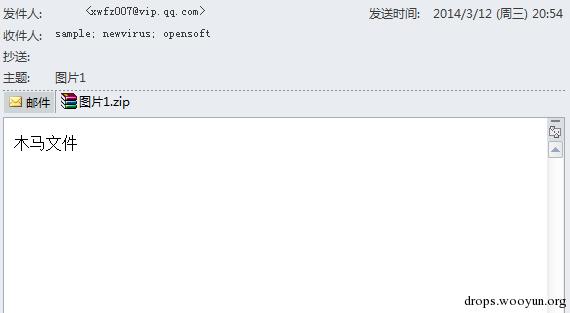 发件人: <xwfz007@vip.qq.com> 发送时间: 2014/3/12 (周三) 20:54
收件人: sample; newvirus; opensoft
抄送:
主题: 图片1
邮件 图片1.zip
木马文件
drops.wooyun.org